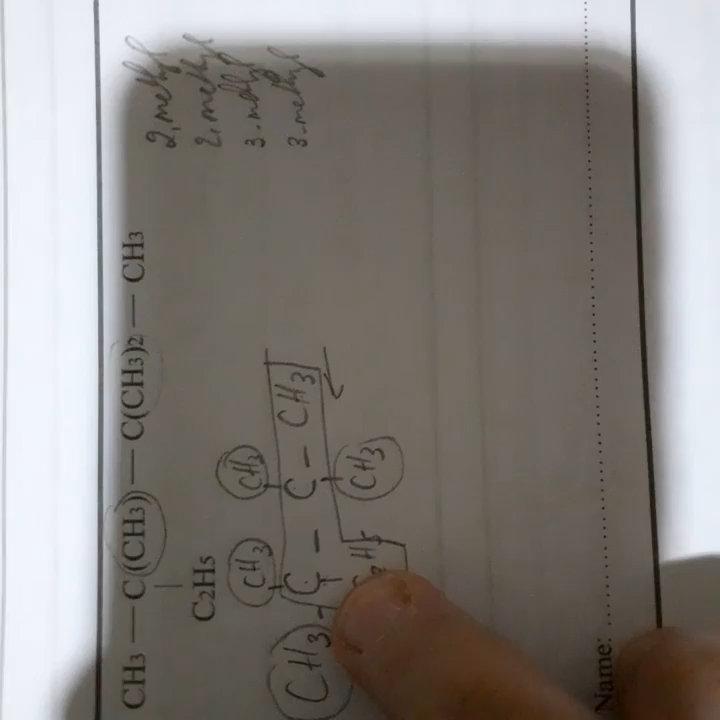 CH3 — C(CH3) — C(CH3)2 — CH3
|
C2H5
2, methyl
2, methyl
3-methyl
3-methyl
CH3 CH3
CH3 - C - C - CH3
H5 CH3
Name: ................